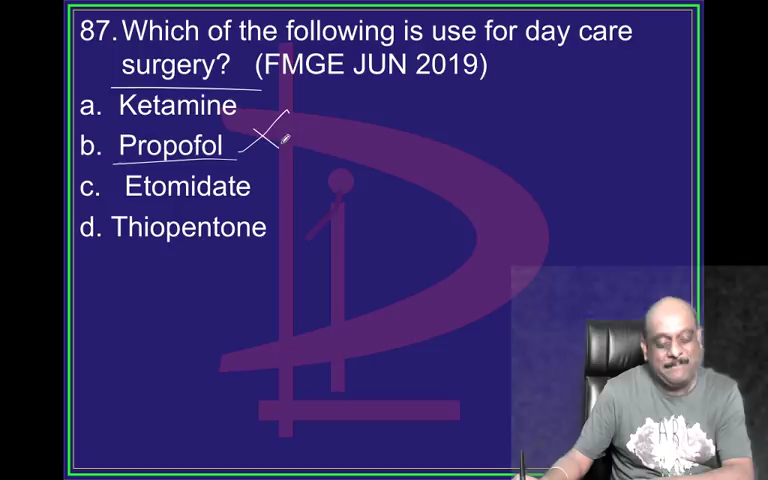 87. Which of the following is use for day care
surgery? (FMGE JUN 2019)
a. Ketamine
b. Propofol
c. Etomidate
d. Thiopentone